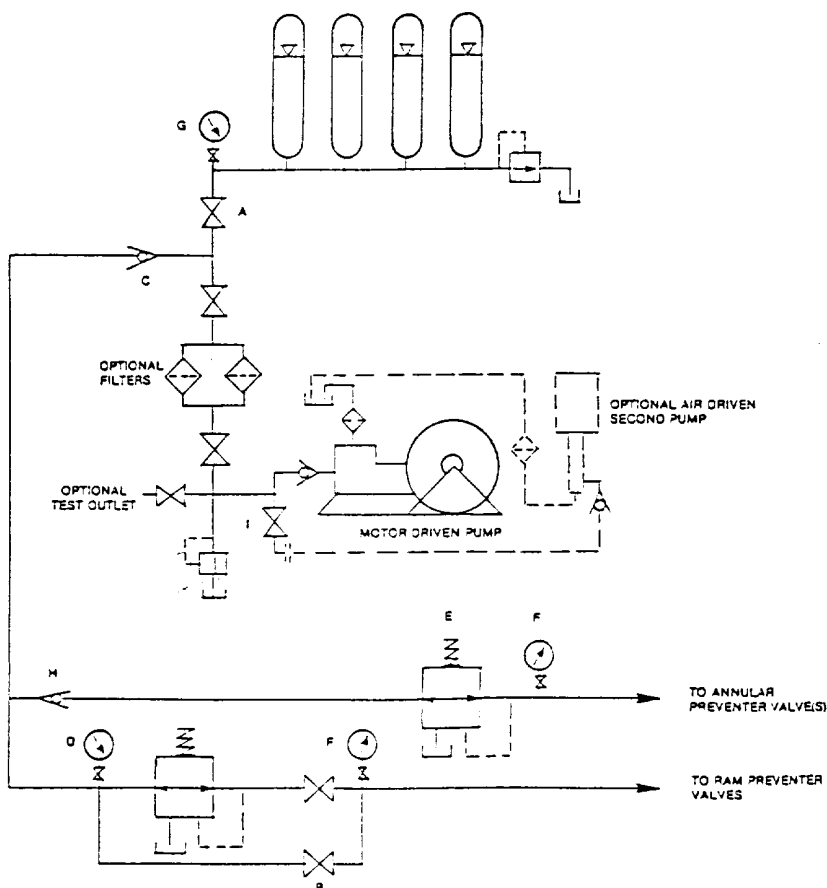 G
A
C
OPTIONAL
FILTERS
OPTIONAL AIR DRIVEN
SECOND PUMP
OPTIONAL
TEST OUTLET
I
MOTOR DRIVEN PUMP
E
F
H
TO ANNULAR
PREVENTER VALVE(S)
D
F
TO RAM PREVENTER
VALVES
B